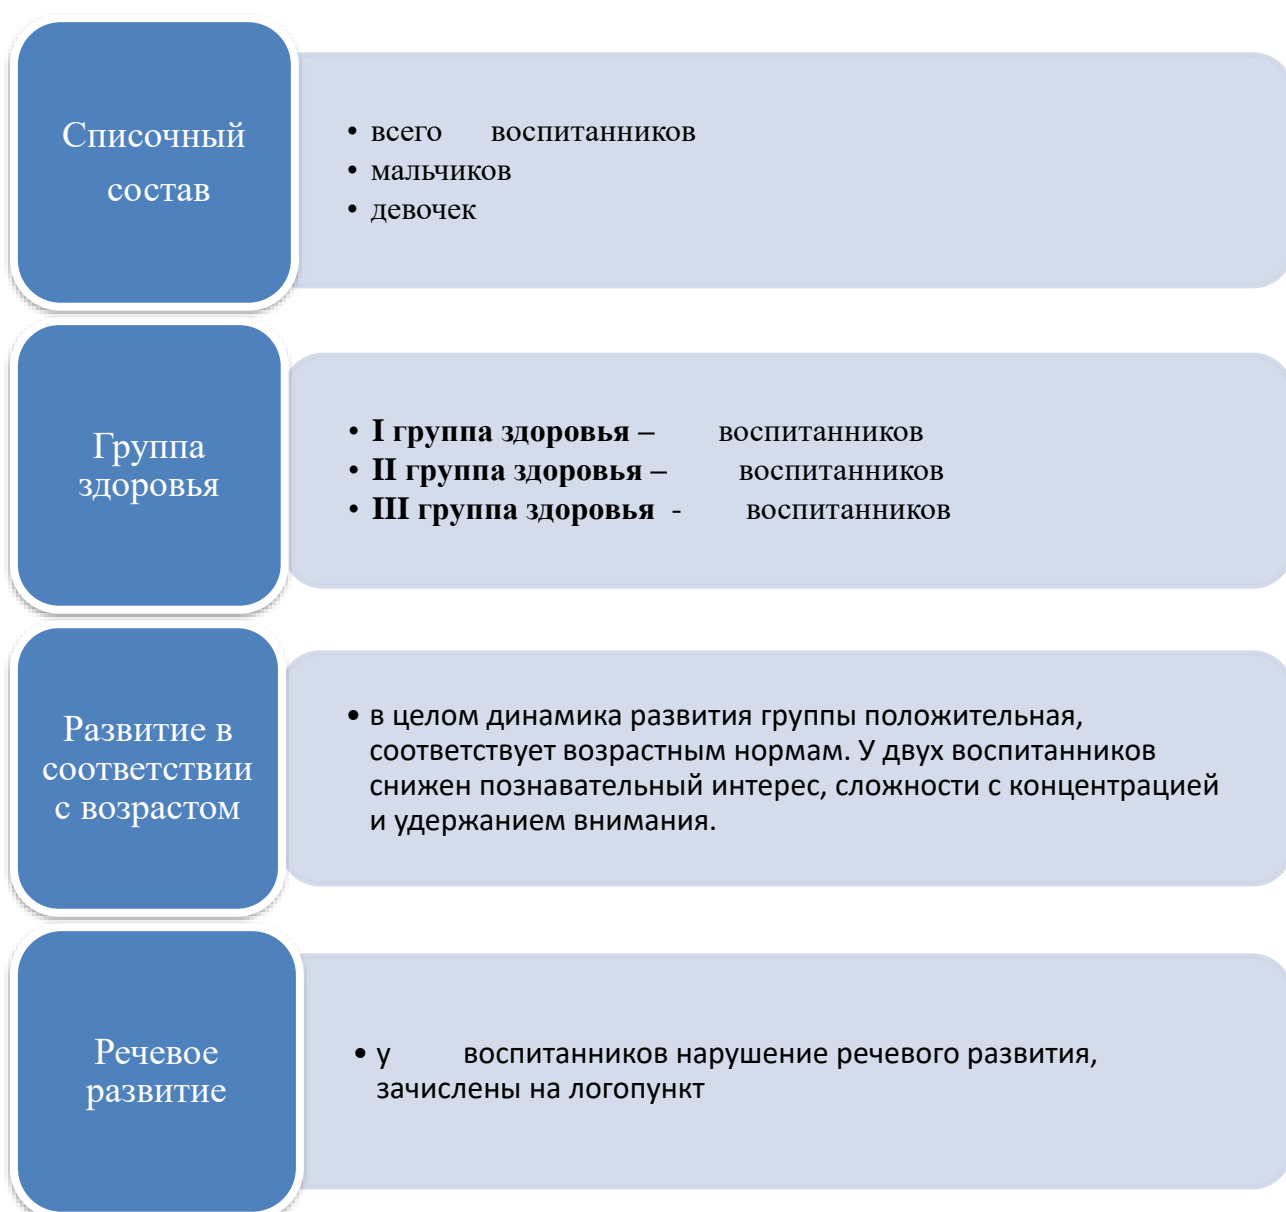 Списочный
состав
• всего воспитанников
• мальчиков
• девочек
Группа
здоровья
• I группа здоровья – воспитанников
• II группа здоровья – воспитанников
• III группа здоровья - воспитанников
Развитие в
соответствии
с возрастом
• в целом динамика развития группы положительная,
соответствует возрастным нормам. У двух воспитанников
снижен познавательный интерес, сложности с концентрацией
и удержанием внимания.
Речевое
развитие
• у воспитанников нарушение речевого развития,
зачислены на логопункт